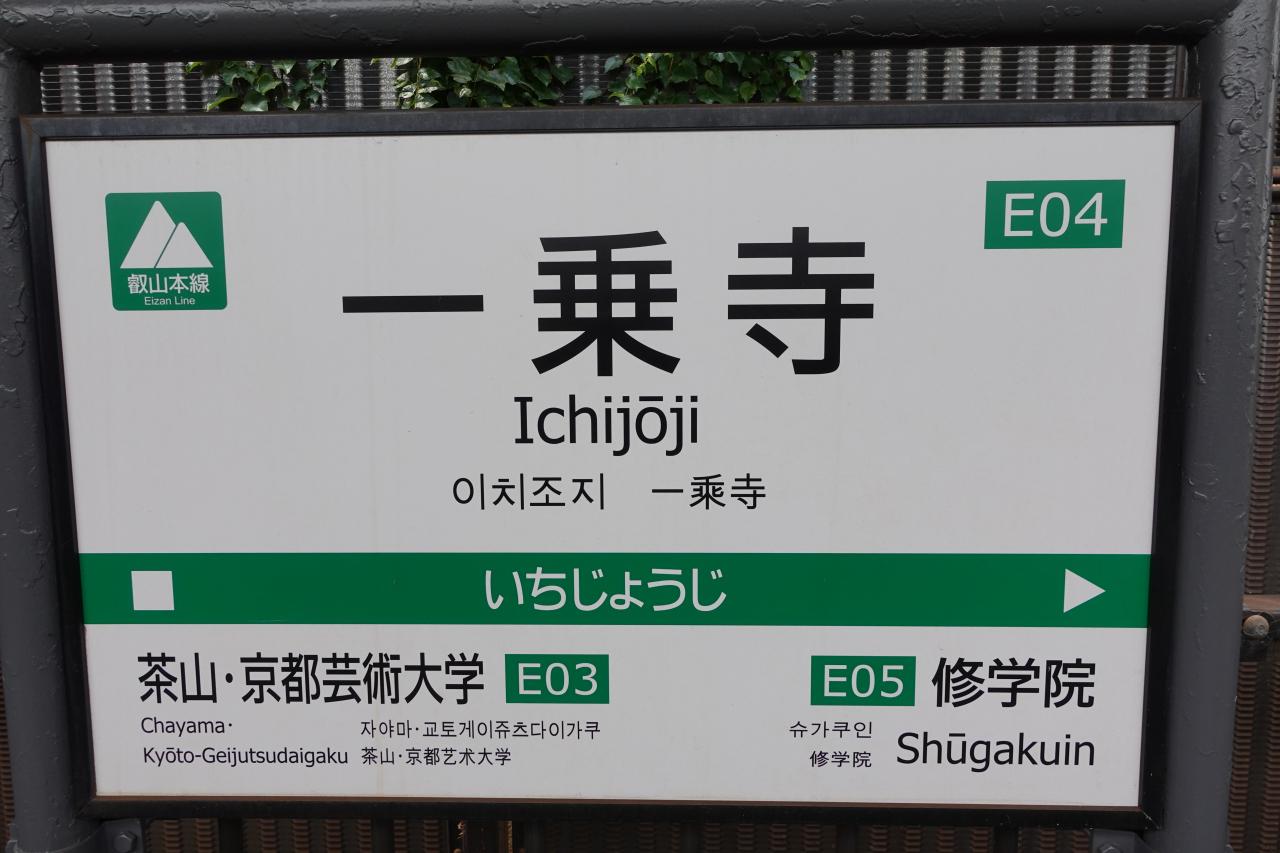 叡山本線
Eizan Line
E04
一乗寺
Ichijōji
이치조지 一乘寺
いちじょうじ
茶山・京都芸術大学 E03
Chayama・
Kyōto-Geijutsudaigaku
자야마・교토게이쥬츠다이가쿠
茶山・京都艺术大学
E05 修学院
슈가쿠인
修学院
Shūgakuin